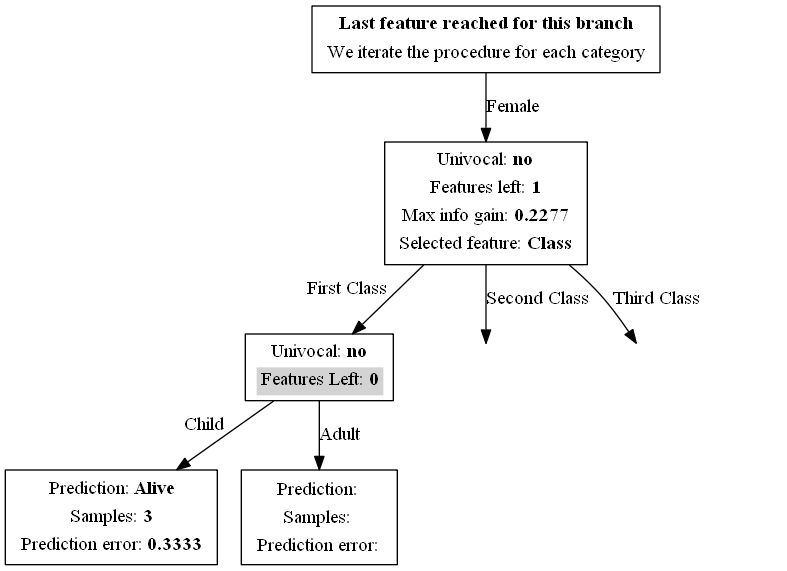 Last feature reached for this branch
We iterate the procedure for each category
Female
Univocal: no
Features left: 1
Max info gain: 0.2277
Selected feature: Class
First Class
Second Class
Third Class
Univocal: no
Features Left: 0
Child
Adult
Prediction: Alive
Samples: 3
Prediction error: 0.3333
Prediction:
Samples:
Prediction error: